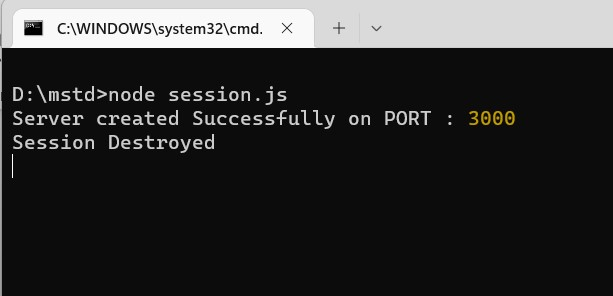 C:\WINDOWS\system32\cmd.
D:\mstd>node session.js
Server created Successfully on PORT : 3000
Session Destroyed